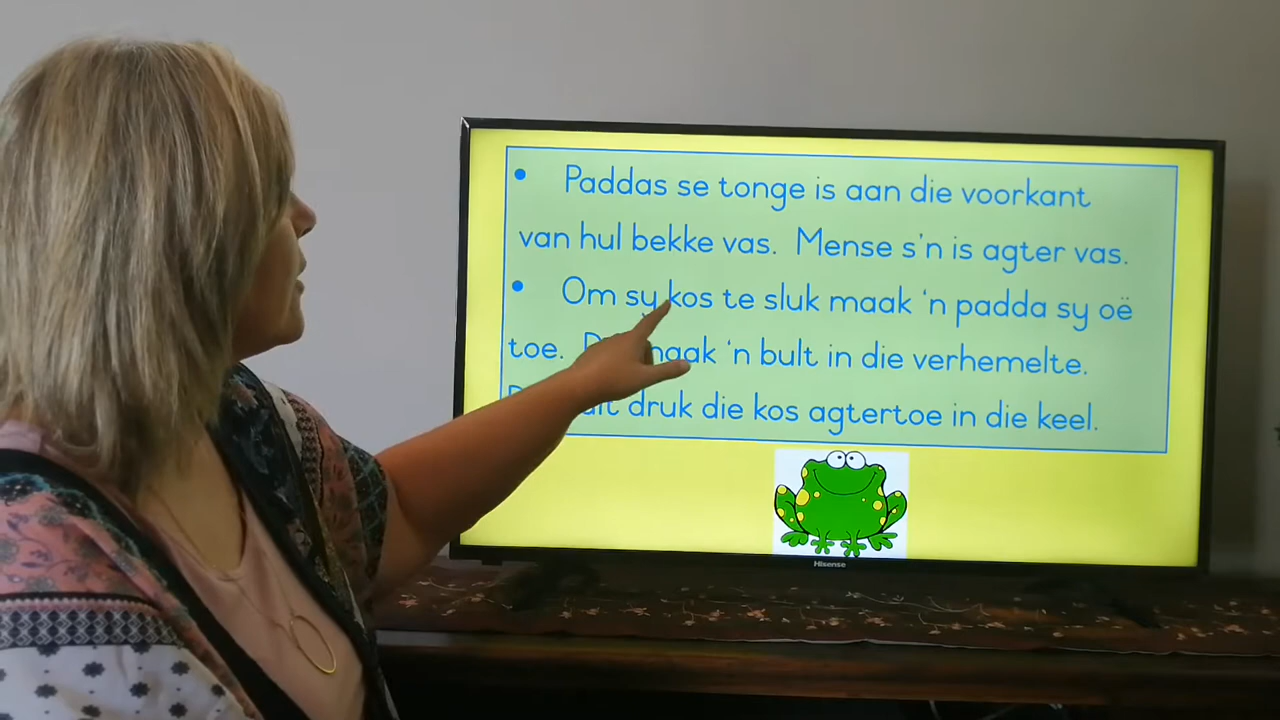 • Paddas se tonge is aan die voorkant
van hul bekke vas. Mense s'n is agter vas.
• Om sy kos te sluk maak 'n padda sy oë
toe. maak 'n bult in die verhemelte.
druk die kos agtertoe in die keel.
Hisense